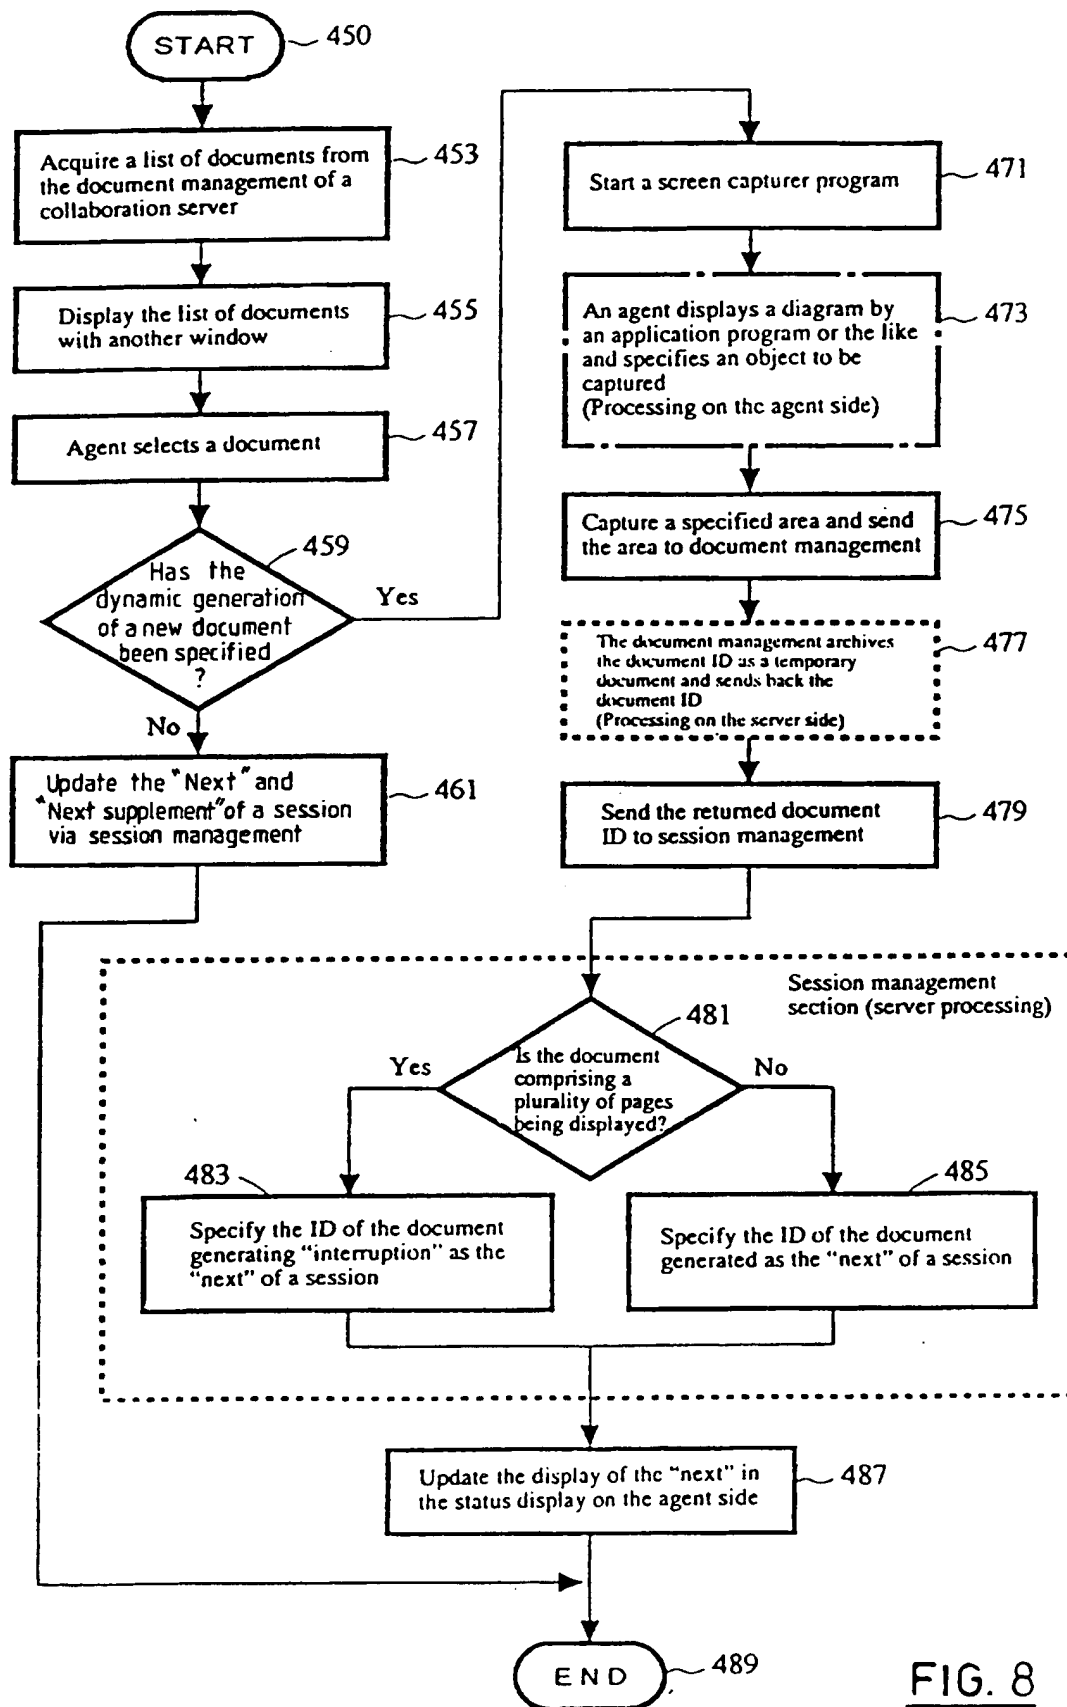 START
450
Acquire a list of documents from
the document management of a
collaboration server
453
Display the list of documents
with another window
455
Agent selects a document
457
459
Has the
dynamic generation
of a new document
been specified
?
Yes
No
Update the "Next" and
"Next supplement" of a session
via session management
461
Start a screen capturer program
471
An agent displays a diagram by
an application program or the like
and specifies an object to be
captured
(Processing on the agent side)
473
Capture a specified area and send
the area to document management
475
The document management archives
the document ID as a temporary
document and sends back the
document ID
(Processing on the server side)
477
Send the returned document
ID to session management
479
Session management
section (server processing)
481
Is the document
comprising a
plurality of pages
being displayed?
Yes
No
483
Specify the ID of the document
generating "interruption" as the
"next" of a session
485
Specify the ID of the document
generated as the "next" of a session
Update the display of the "next" in
the status display on the agent side
487
END
489
FIG. 8